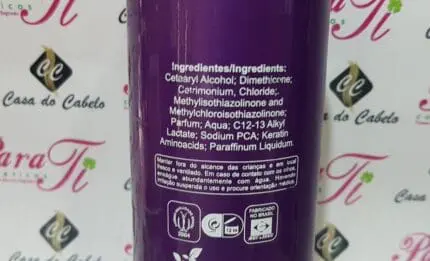 Ingredientes/Ingredients:
Cetearyl Alcohol; Dimethicone;
Cetrimonium, Chloride;.
Methylisothiazolinone and
Methylchloroisothiazolinone;
Parfum; Aqua; C12-13 Alkyl
Lactate; Sodium PCA; Keratin
Aminoacids; Paraffinum Liquidum.
Manter fora do alcance das crianças e em local
fresco e ventilado. Em caso de contato com os olhos,
enxágue abundantemente com água. Havendo
irritação suspenda o uso e procure orientação médica.
FABRICADO
NO BRASIL
Casa do Cabelo
Para Ti
Casa do Cabelo
Para Ti